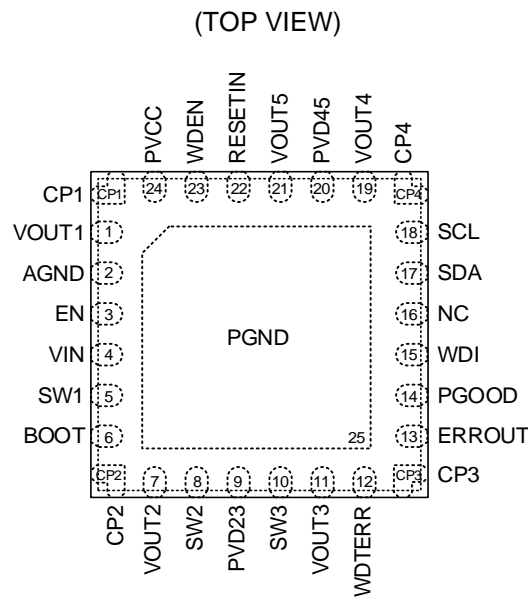 (TOP VIEW)
PVCC
WDEN
RESETIN
VOUT5
PVD45
VOUT4
CP4
24
23
22
21
20
19
CP1
CP1
CP4
VOUT1
1
18
SCL
AGND
2
17
SDA
EN
3
16
NC
PGND
VIN
4
15
WDI
SW1
5
14
PGOOD
BOOT
6
25
13
ERROUT
CP2
CP3
CP3
7
8
9
10
11
12
CP2
VOUT2
SW2
PVD23
SW3
VOUT3
WDTERR